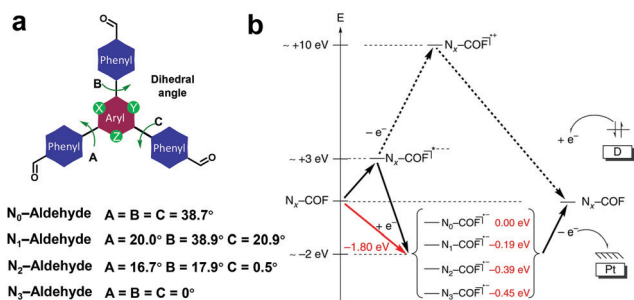 a
Phenyl
B
Dihedral
angle
X
Y
Aryl
Z
C
Phenyl
A
Phenyl
O
O
O
N₀–Aldehyde A = B = C = 38.7°
N₁–Aldehyde A = 20.0° B = 38.9° C = 20.9°
N₂–Aldehyde A = 16.7° B = 17.9° C = 0.5°
N₃–Aldehyde A = B = C = 0°
b
E
~ +10 eV
Nₓ–COF⁺⁺
– e⁻
~ +3 eV
Nₓ–COF*
+ e⁻
D
Nₓ–COF
Nₓ–COF
+ e⁻
– e⁻
–1.80 eV
~ –2 eV
N₀–COF⁻ 0.00 eV
N₁–COF⁻ –0.19 eV
N₂–COF⁻ –0.39 eV
N₃–COF⁻ –0.45 eV
Pt